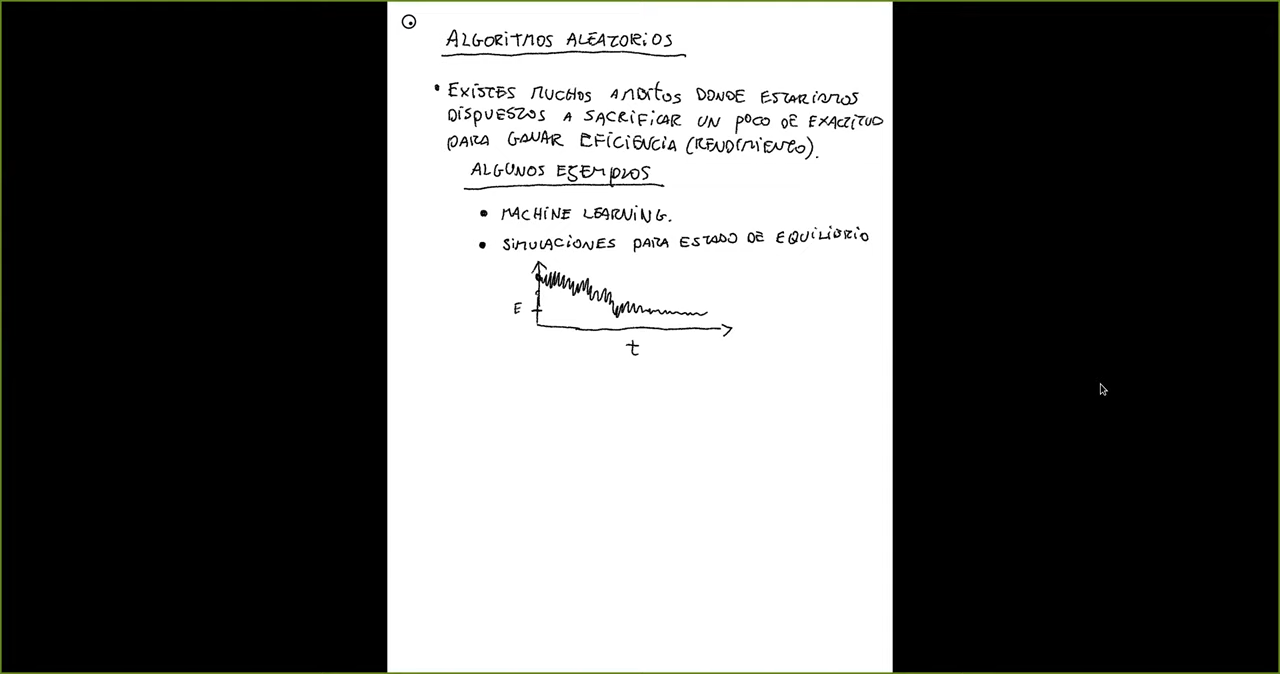 ALGORITMOS ALEATORIOS
• EXISTES MUCHOS AMBITOS DONDE ESTARIAMOS
DISPUESTOS A SACRIFICAR UN POCO DE EXACTITUD
PARA GANAR EFICIENCIA (RENDIMIENTO).
ALGUNOS EJEMPLOS
• MACHINE LEARNING.
• SIMULACIONES PARA ESTADO DE EQUILIBRIO
E
t